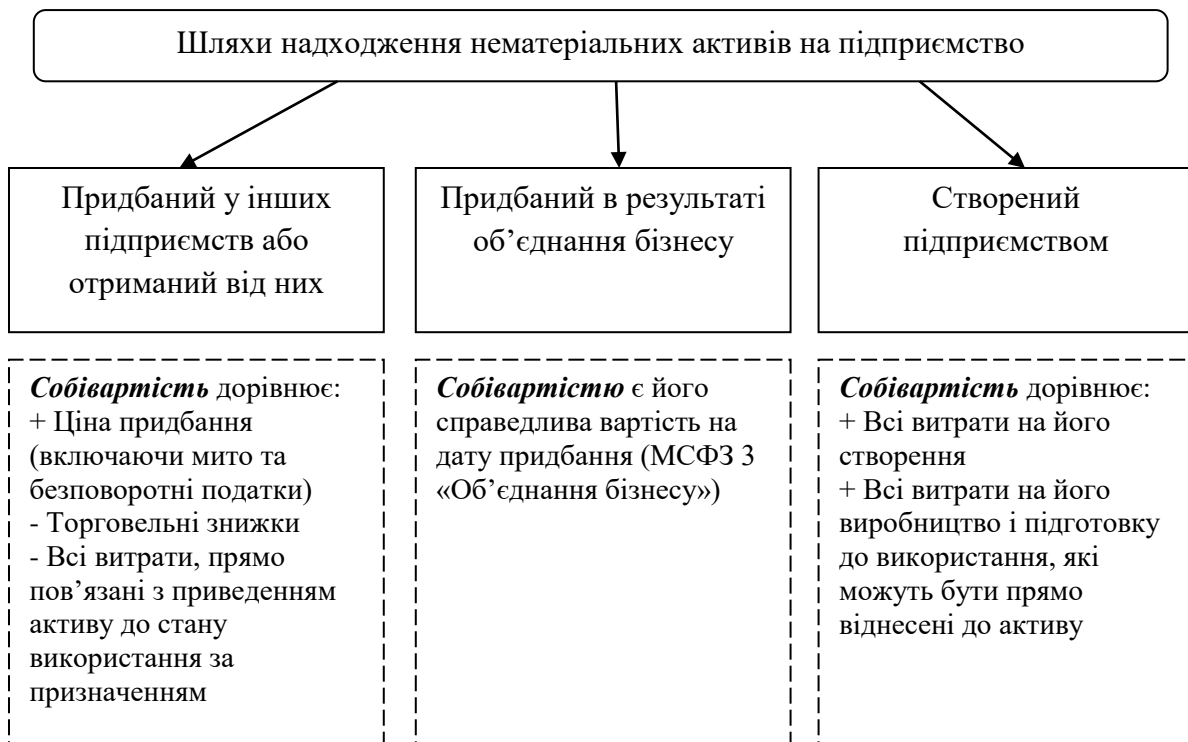 Шляхи надходження нематеріальних активів на підприємство
Придбаний у інших
підприємств або
отриманий від них
Придбаний в результаті
об’єднання бізнесу
Створений
підприємством
Собівартість дорівнює:
+ Ціна придбання
(включаючи мито та
безповоротні податки)
- Торговельні знижки
- Всі витрати, прямо
пов’язані з приведенням
активу до стану
використання за
призначенням
Собівартістю є його
справедлива вартість на
дату придбання (МСФЗ 3
«Об’єднання бізнесу»)
Собівартість дорівнює:
+ Всі витрати на його
створення
+ Всі витрати на його
виробництво і підготовку
до використання, які
можуть бути прямо
віднесені до активу